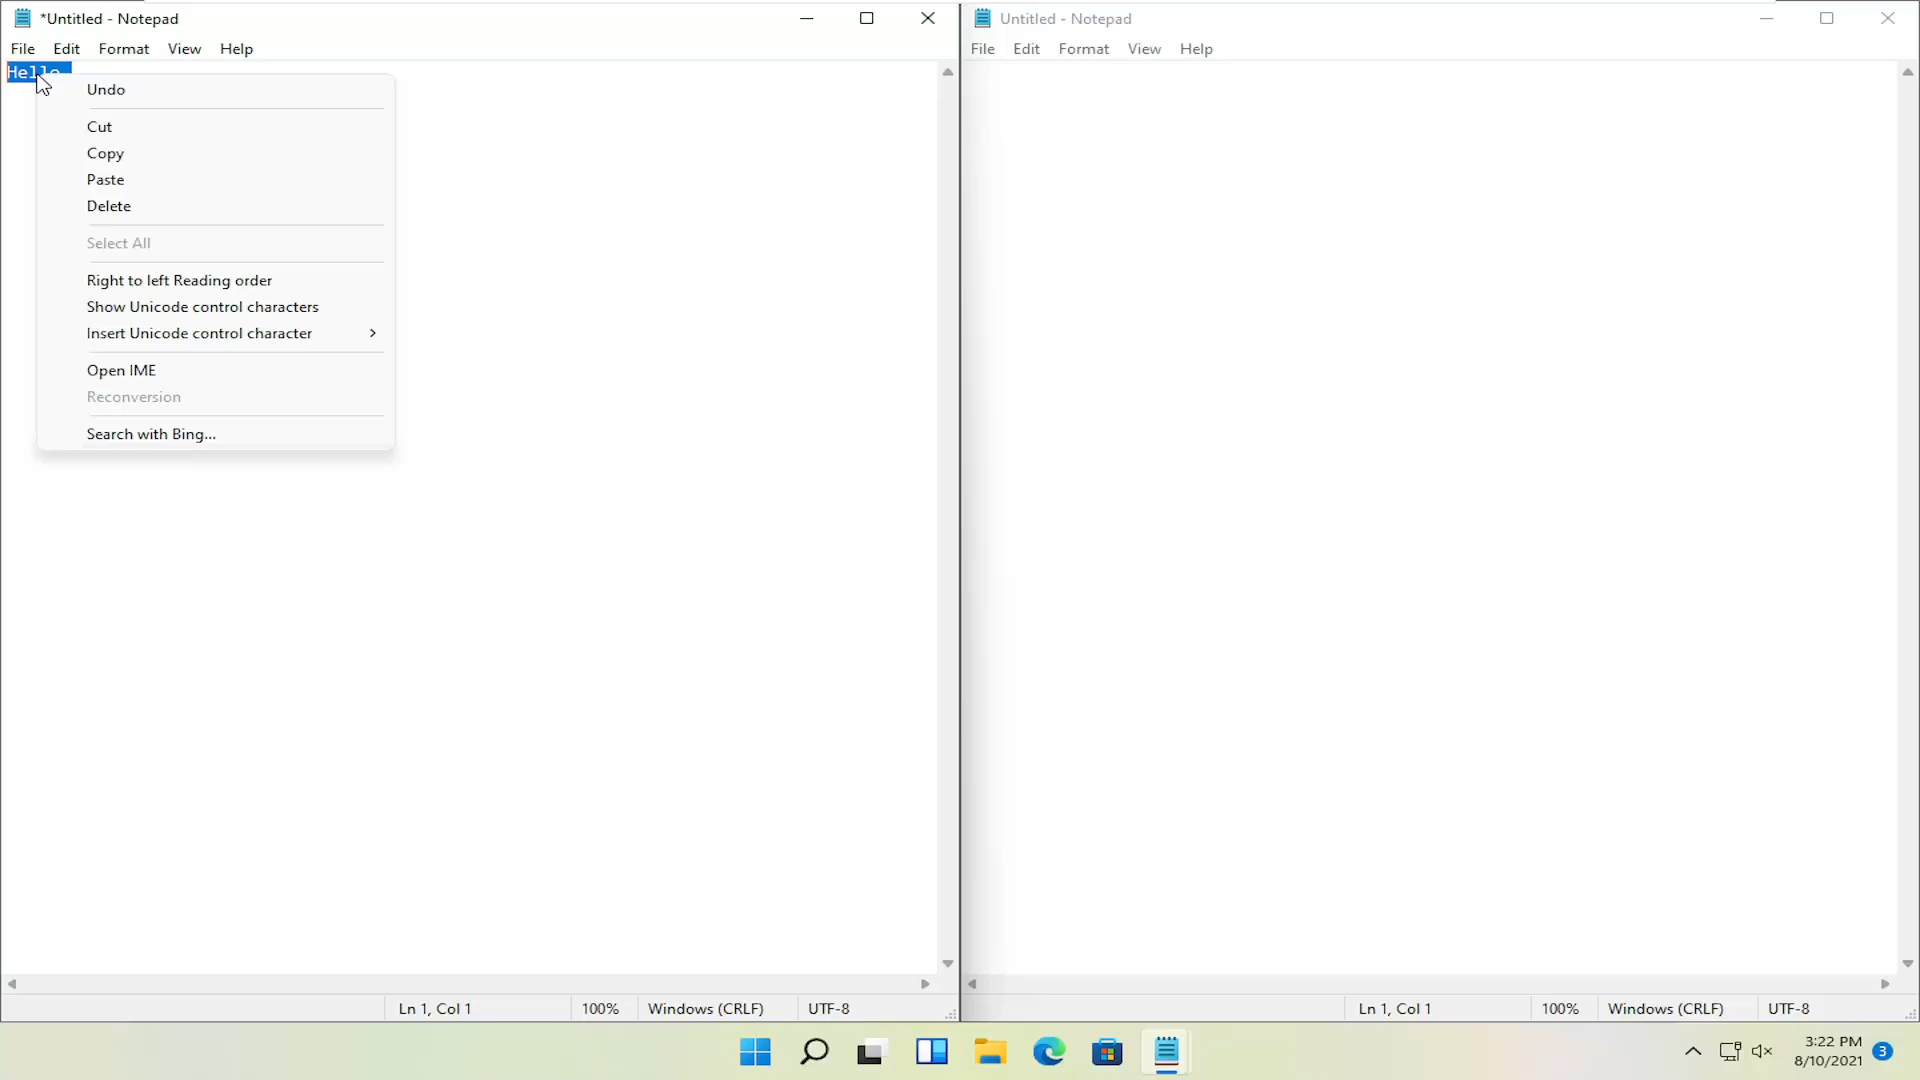 *Untitled - Notepad
File Edit Format View Help
Hello
Undo
Cut
Copy
Paste
Delete
Select All
Right to left Reading order
Show Unicode control characters
Insert Unicode control character
Open IME
Reconversion
Search with Bing...
Ln 1, Col 1 100% Windows (CRLF) UTF-8
Untitled - Notepad
File Edit Format View Help
Ln 1, Col 1 100% Windows (CRLF) UTF-8
3:22 PM
8/10/2021
3